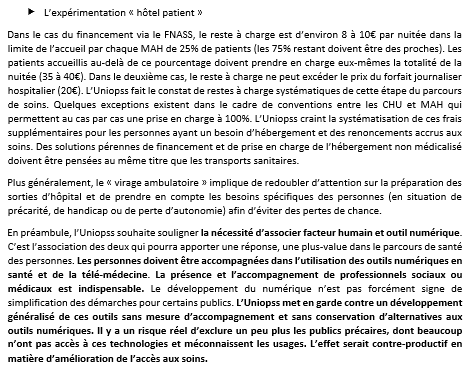 ► L'expérimentation « hôtel patient »
Dans le cas du financement via le FNASS, le reste à charge est d'environ 8 à 10€ par nuitée dans la
limite de l'accueil par chaque MAH de 25% de patients (les 75% restant doivent être des proches). Les
patients accueillis au-delà de ce pourcentage doivent prendre en charge eux-mêmes la totalité de la
nuitée (35 à 40€). Dans le deuxième cas, le reste à charge ne peut excéder le prix du forfait journaliser
hospitalier (20€). L'Uniopss fait le constat de restes à charge systématiques de cette étape du parcours
de soins. Quelques exceptions existent dans le cadre de conventions entre les CHU et MAH qui
permettent au cas par cas une prise en charge à 100%. L'Uniopss craint la systématisation de ces frais
supplémentaires pour les personnes ayant un besoin d'hébergement et des renoncements accrus aux
soins. Des solutions pérennes de financement et de prise en charge de l'hébergement non médicalisé
doivent être pensées au même titre que les transports sanitaires.
Plus généralement, le « virage ambulatoire » implique de redoubler d'attention sur la préparation des
sorties d'hôpital et de prendre en compte les besoins spécifiques des personnes (en situation de
précarité, de handicap ou de perte d'autonomie) afin d'éviter des pertes de chance.
En préambule, l'Uniopss souhaite souligner la nécessité d'associer facteur humain et outil numérique.
C'est l'association des deux qui pourra apporter une réponse, une plus-value dans le parcours de santé
des personnes. Les personnes doivent être accompagnées dans l'utilisation des outils numériques en
santé et de la télé-médecine. La présence et l'accompagnement de professionnels sociaux ou
médicaux est indispensable. Le développement du numérique n'est pas forcément signe de
simplification des démarches pour certains publics. L'Uniopss met en garde contre un développement
généralisé de ces outils sans mesure d'accompagnement et sans conservation d'alternatives aux
outils numériques. Il y a un risque réel d'exclure un peu plus les publics précaires, dont beaucoup
n'ont pas accès à ces technologies et méconnaissent les usages. L'effet serait contre-productif en
matière d'amélioration de l'accès aux soins.